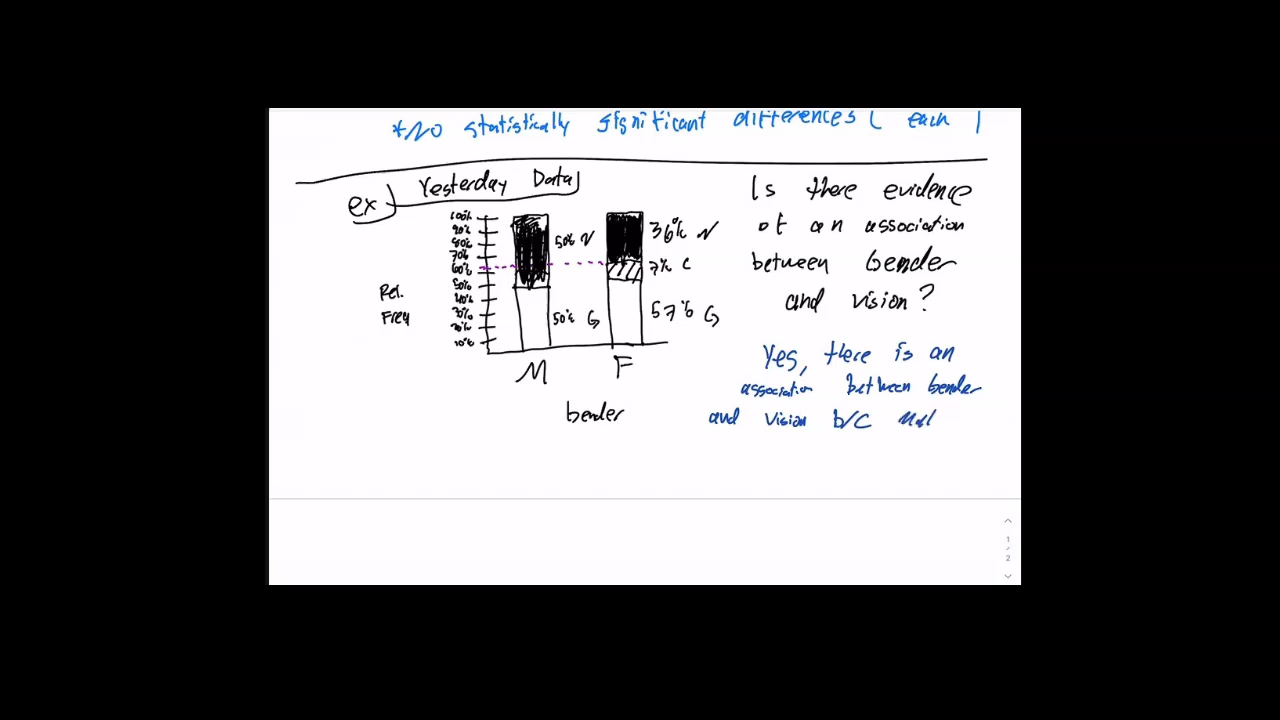 *No statistically significant differences ( each )
ex) Yesterday Data
Is there evidence
of an association
between Gender
and vision?
100%
90%
80%
70%
60%
50%
40%
30%
20%
10%
Rel.
Freq
50% N
50% G
36% N
7% C
57% G
M F
Gender
Yes, there is an
association between Gender
and vision b/c
1
/
2